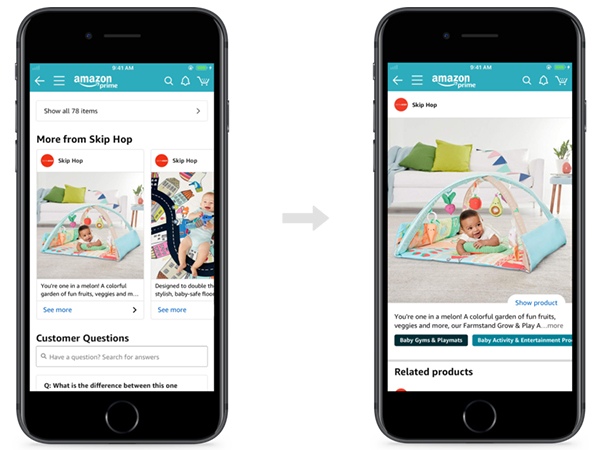 9:41 AM
amazon
prime
Show all 78 items
More from Skip Hop
Skip Hop
Skip Hop
You're one in a melon! A colorful
garden of fun fruits, veggies and m...
See more
Designed to double th
stylish, baby-safe floo
See more
Customer Questions
Have a question? Search for answers
Q: What is the difference between this one
9:41 AM
amazon
prime
Skip Hop
Show product
You're one in a melon! A colorful garden of fun fruits,
veggies and more, our Farmstand Grow & Play A...more
Baby Gyms & Playmats
Baby Activity & Entertainment Pro
Related products